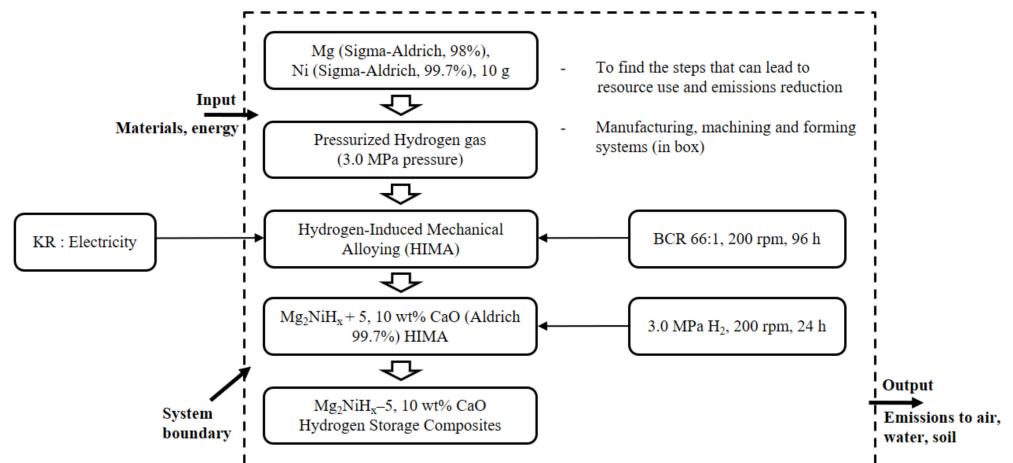 Mg (Sigma-Aldrich, 98%),
Ni (Sigma-Aldrich, 99.7%), 10 g
- To find the steps that can lead to
resource use and emissions reduction
- Manufacturing, machining and forming
systems (in box)
Input
Materials, energy
Pressurized Hydrogen gas
(3.0 MPa pressure)
KR : Electricity
Hydrogen-Induced Mechanical
Alloying (HIMA)
BCR 66:1, 200 rpm, 96 h
Mg₂NiHₓ + 5, 10 wt% CaO (Aldrich
99.7%) HIMA
3.0 MPa H₂, 200 rpm, 24 h
System
boundary
Mg₂NiHₓ–5, 10 wt% CaO
Hydrogen Storage Composites
Output
Emissions to air,
water, soil